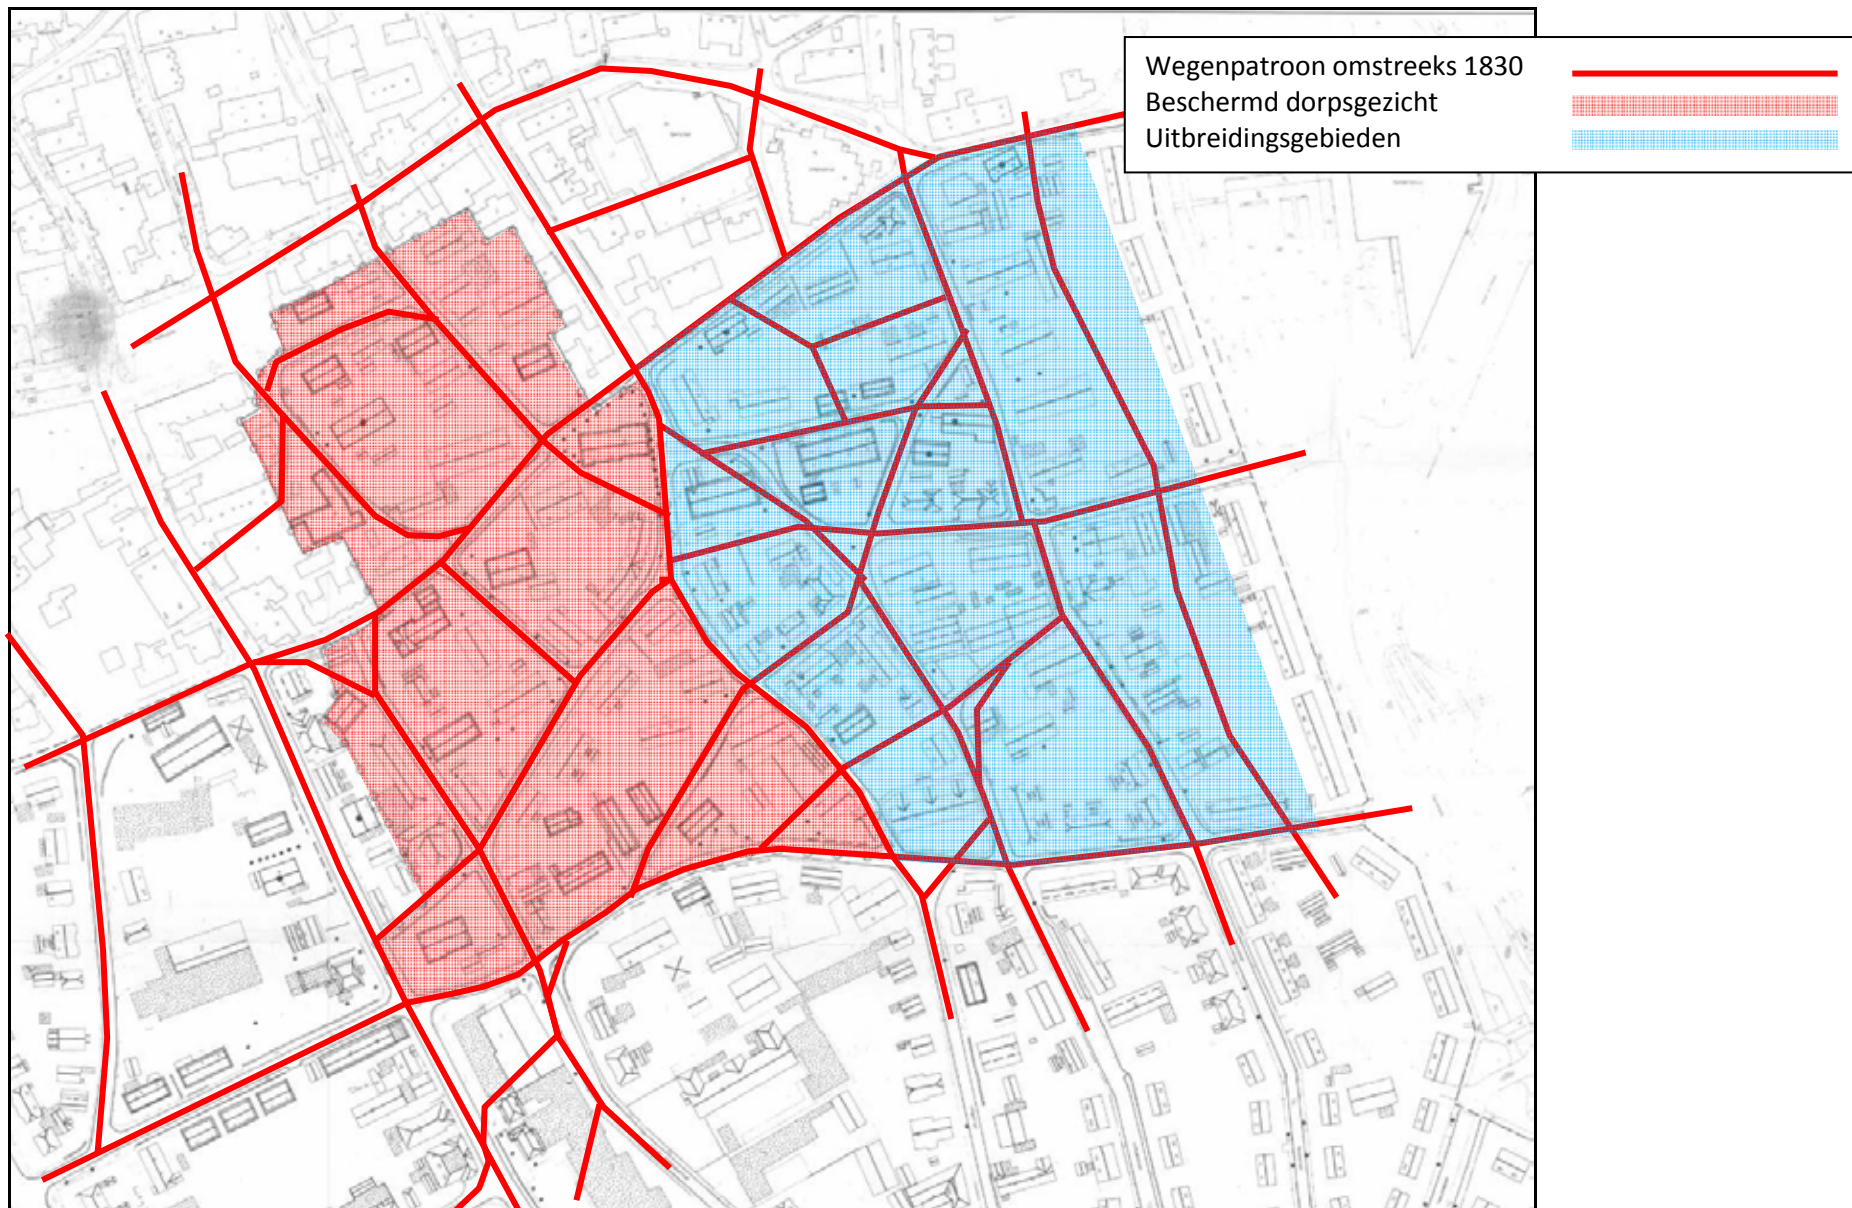 Wegenpatroon omstreeks 1830
Beschermd dorpsgezicht
Uitbreidingsgebieden